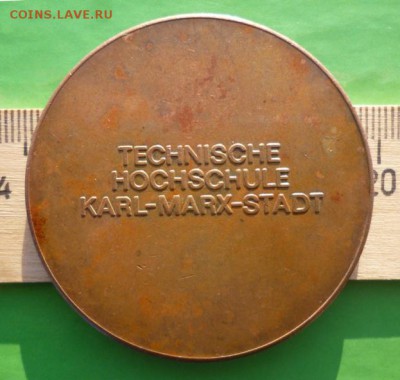 COINS.LAVE.RU
TECHNISCHE
HOCHSCHULE
KARL-MARX-STADT
4
20